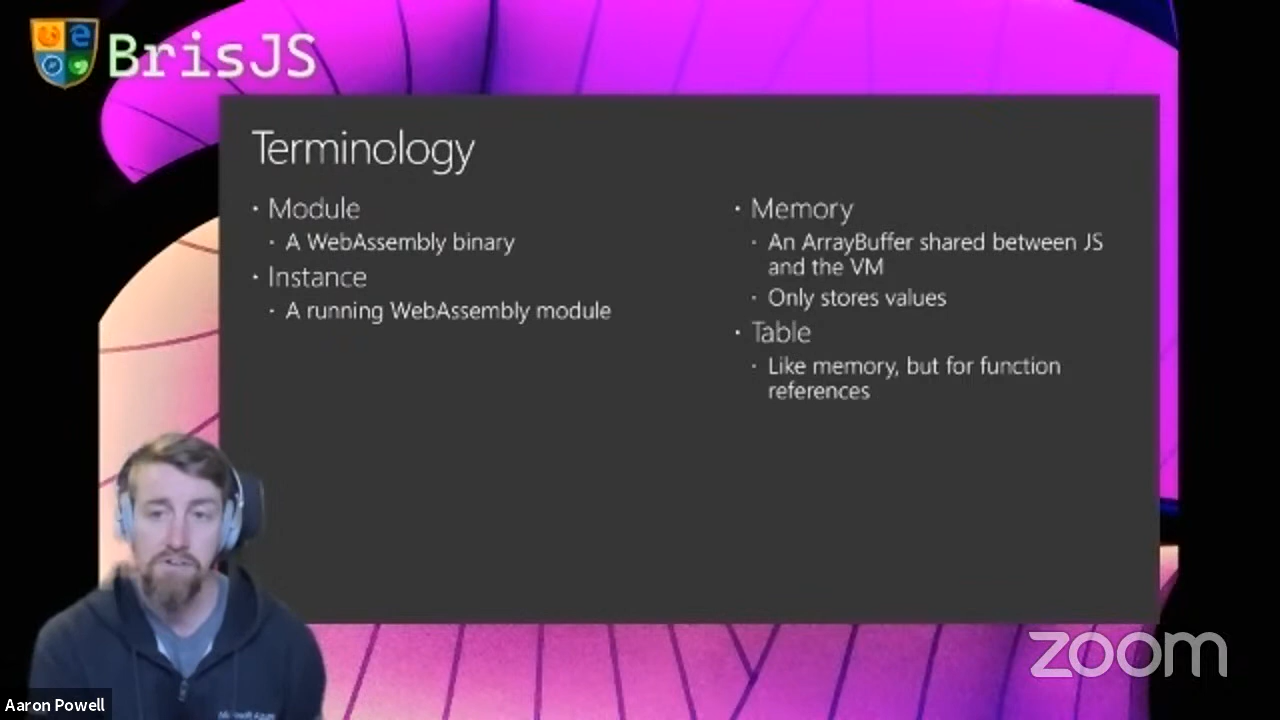 BrisJS
Terminology
· Module
· A WebAssembly binary
· Instance
· A running WebAssembly module
· Memory
· An ArrayBuffer shared between JS
and the VM
· Only stores values
· Table
· Like memory, but for function
references
zoom
Aaron Powell